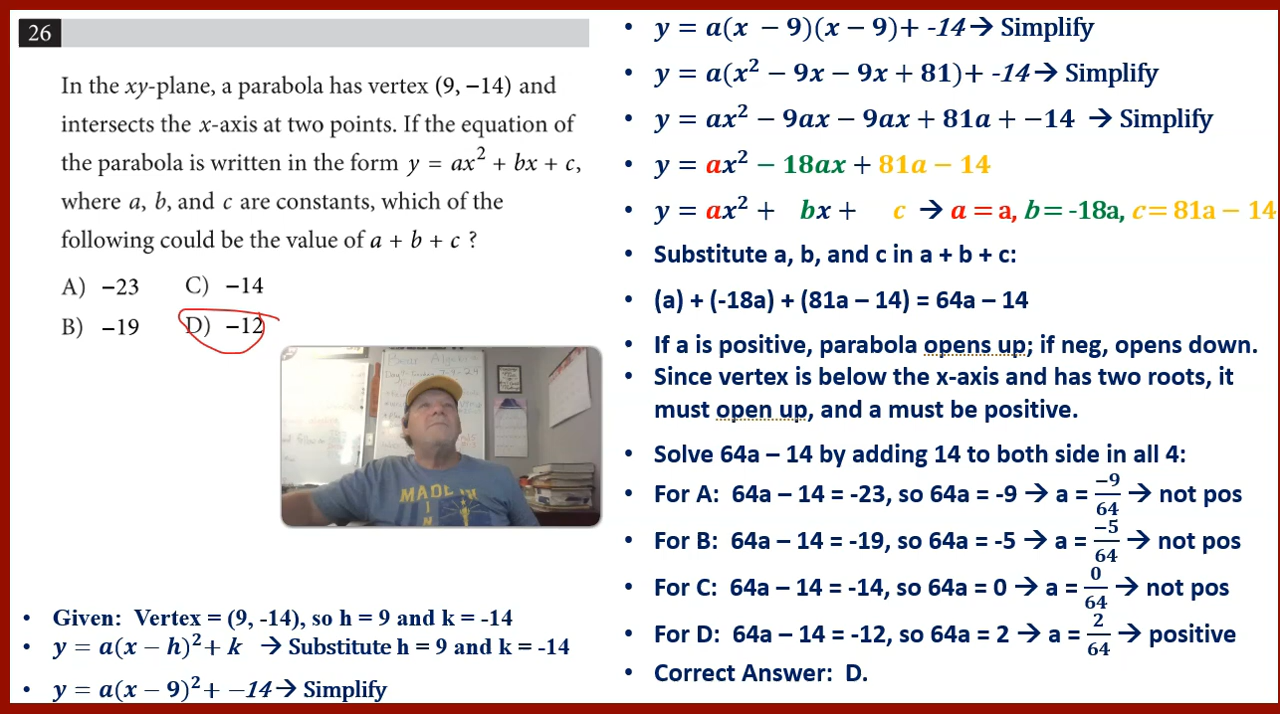 26
In the xy-plane, a parabola has vertex (9, −14) and
intersects the x-axis at two points. If the equation of
the parabola is written in the form y = ax² + bx + c,
where a, b, and c are constants, which of the
following could be the value of a + b + c ?
A) −23 C) −14
B) −19 D) −12
MADE IN
IN
• Given: Vertex = (9, -14), so h = 9 and k = -14
• y = a(x − h)² + k → Substitute h = 9 and k = -14
• y = a(x − 9)² + −14 → Simplify
• y = a(x − 9)(x − 9)+ -14 → Simplify
• y = a(x² − 9x − 9x + 81)+ -14 → Simplify
• y = ax² − 9ax − 9ax + 81a + −14 → Simplify
• y = ax² − 18ax + 81a − 14
• y = ax² + bx + c → a = a, b= -18a, c= 81a − 14
• Substitute a, b, and c in a + b + c:
• (a) + (-18a) + (81a – 14) = 64a – 14
• If a is positive, parabola opens up; if neg, opens down.
• Since vertex is below the x-axis and has two roots, it
must open up, and a must be positive.
• Solve 64a – 14 by adding 14 to both side in all 4:
• For A: 64a – 14 = -23, so 64a = -9 → a = −9/64 → not pos
• For B: 64a – 14 = -19, so 64a = -5 → a = −5/64 → not pos
• For C: 64a – 14 = -14, so 64a = 0 → a = 0/64 → not pos
• For D: 64a – 14 = -12, so 64a = 2 → a = 2/64 → positive
• Correct Answer: D.